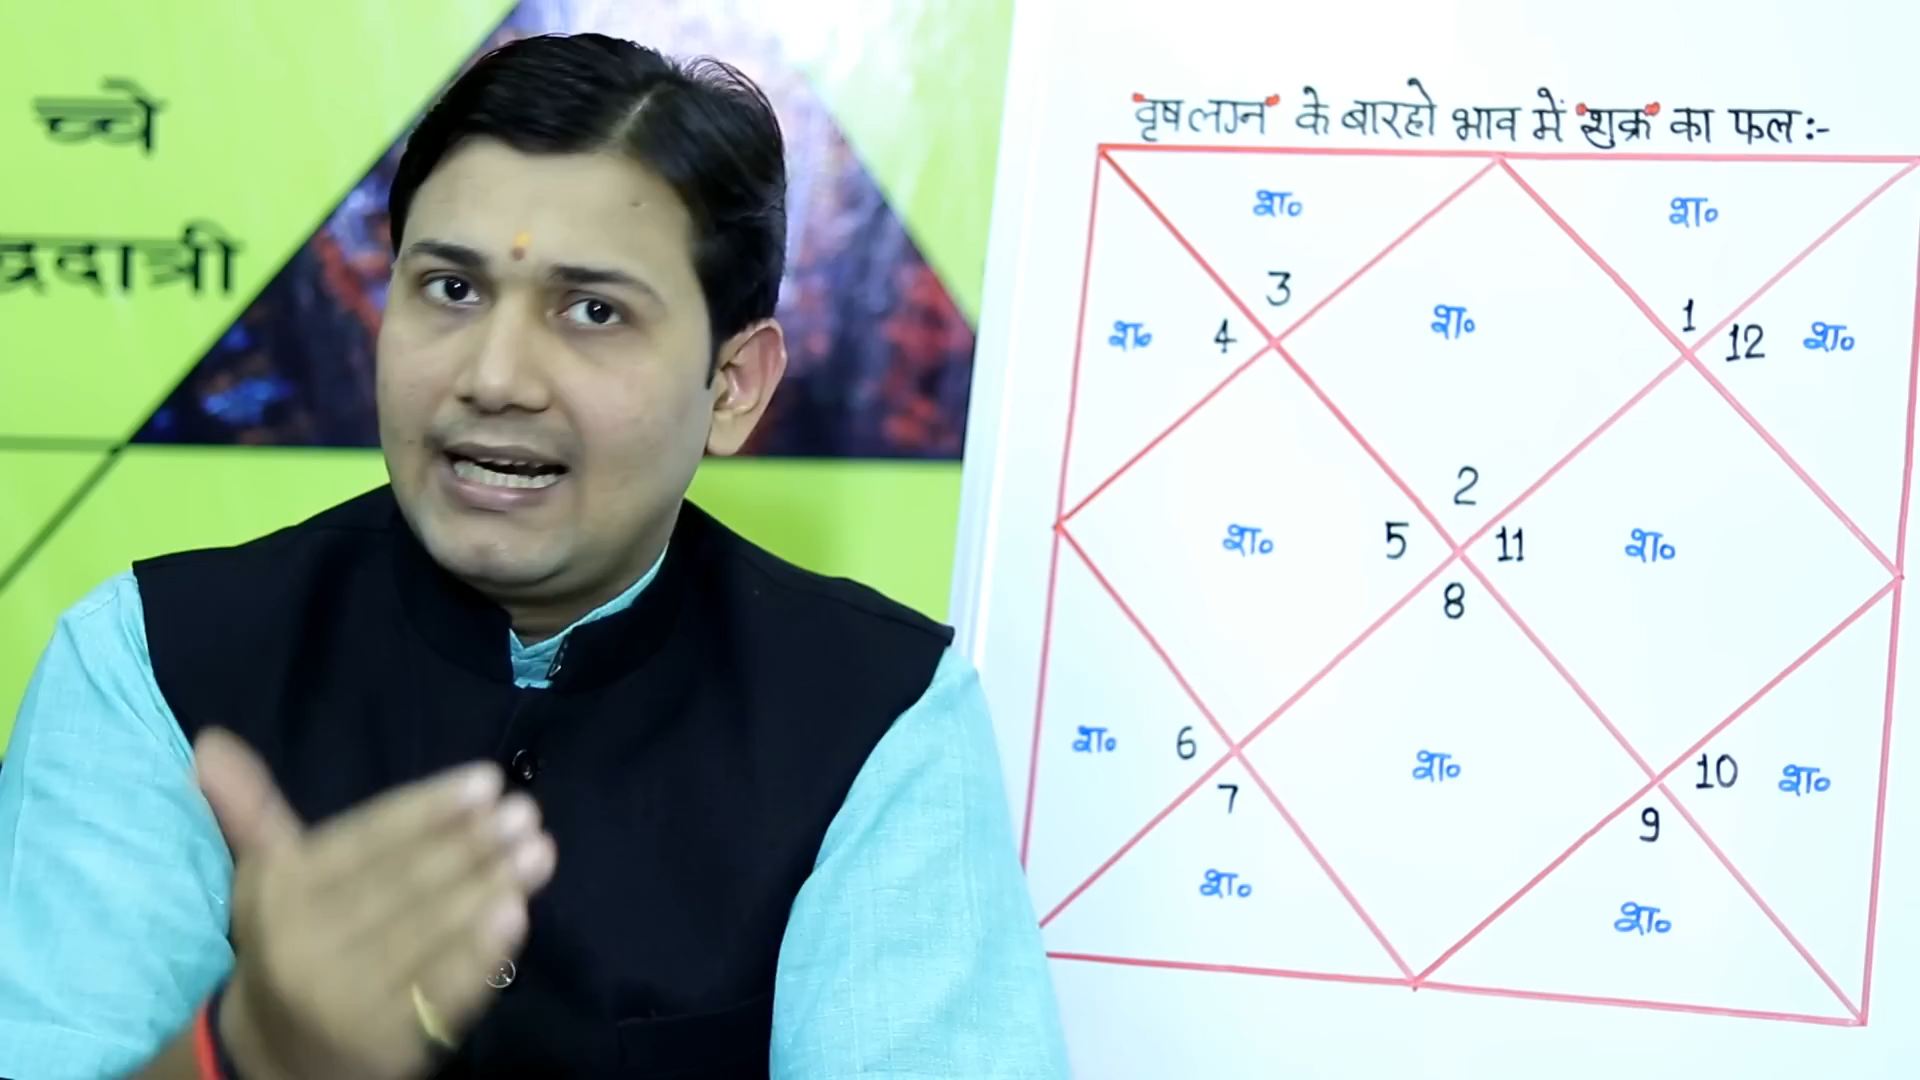 च्चे
द्रदात्री
वृष लग्न के बारहो भाव में शुक्र का फल :-
शु०
शु०
3
1
शु०
4
शु०
12
शु०
2
शु०
5
11
शु०
8
शु०
6
शु०
10
शु०
7
9
शु०
शु०